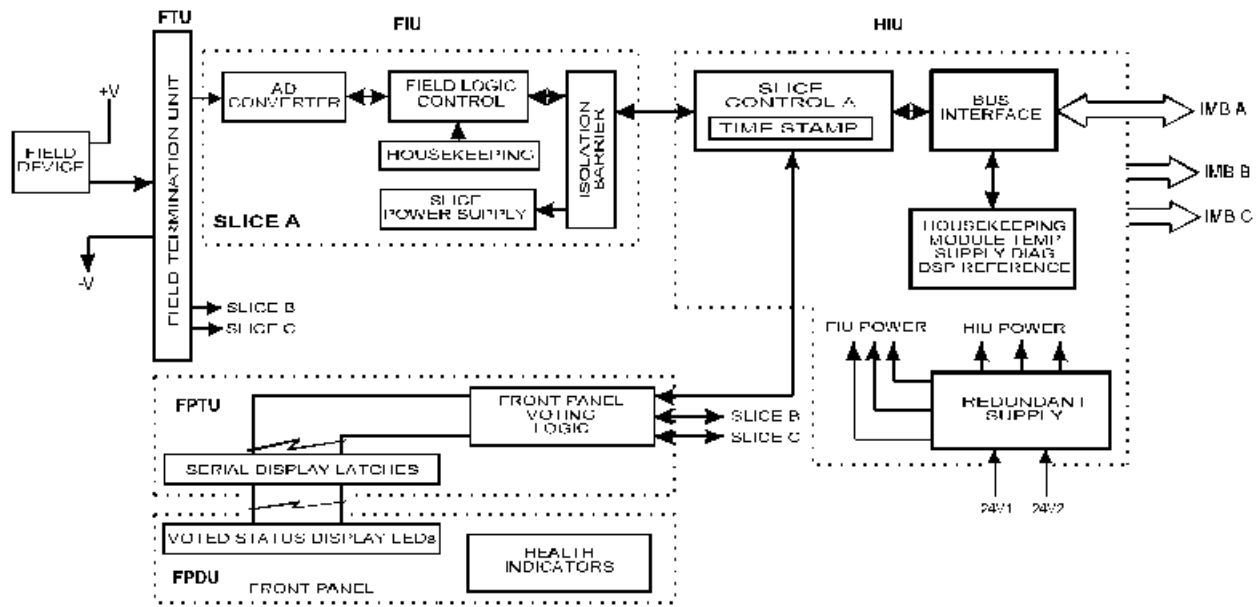 FTU
FIU
HIU
+V
FIELD
DEVICE
-V
FIELD TERMINATION UNIT
AD
CONVERTER
FIELD LOGIC
CONTROL
HOUSEKEEPING
SLICE
POWER SUPPLY
ISOLATION
BARRIER
SLICE A
SLICE B
SLICE C
SLICE
CONTROL A
TIME STAMP
BUS
INTERFACE
IMB A
IMB B
IMB C
HOUSEKEEPING
MODULE TEMP
SUPPLY DIAG
DSP REFERENCE
FIU POWER
HIU POWER
REDUNDANT
SUPPLY
24V1
24V2
FPTU
FRONT PANEL
VOTING
LOGIC
SLICE B
SLICE C
SERIAL DISPLAY LATCHES
VOTED STATUS DISPLAY LEDs
HEALTH
INDICATORS
FPDU
FRONT PANEL